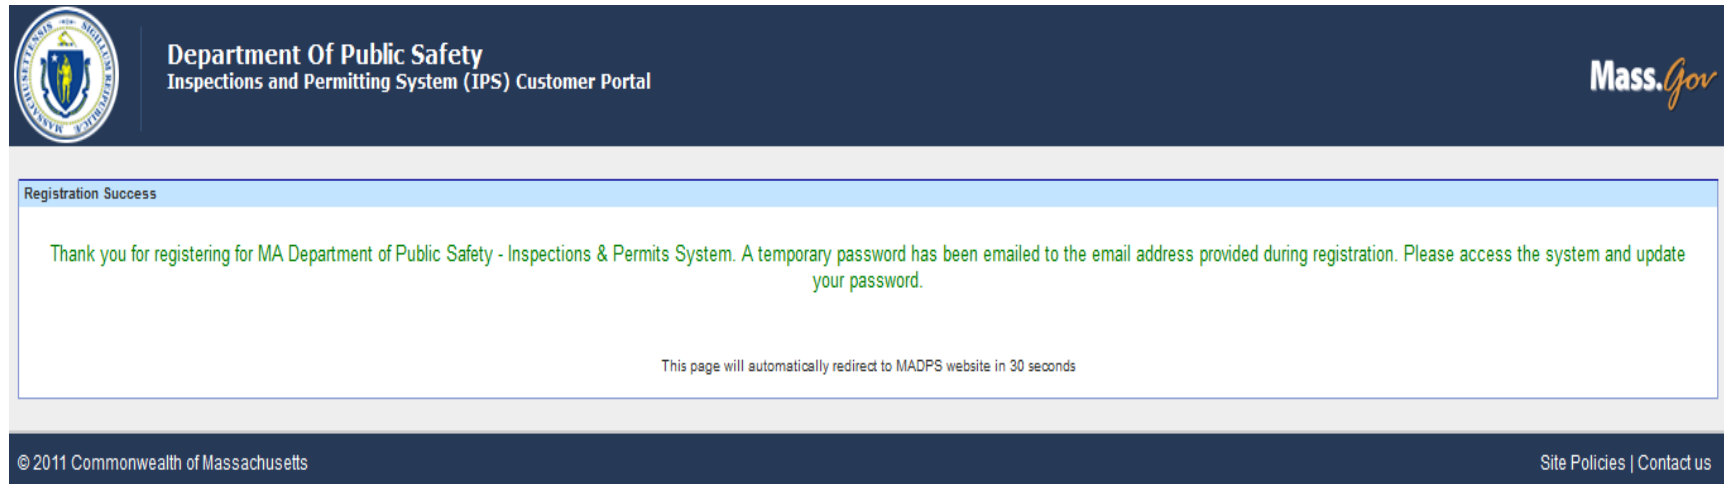 Department Of Public Safety
Inspections and Permitting System (IPS) Customer Portal
Mass.Gov
Registration Success
Thank you for registering for MA Department of Public Safety - Inspections & Permits System. A temporary password has been emailed to the email address provided during registration. Please access the system and update
your password.
This page will automatically redirect to MADPS website in 30 seconds
© 2011 Commonwealth of Massachusetts
Site Policies | Contact us